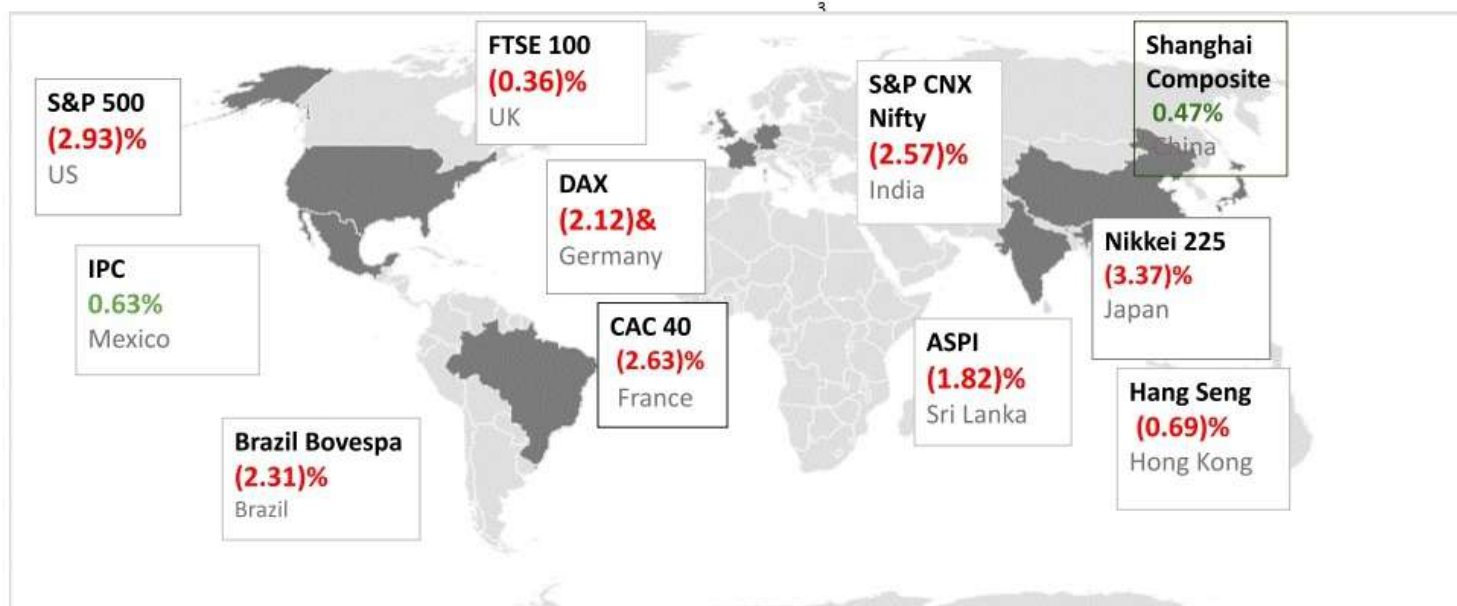 3
S&P 500
(2.93)%
US
FTSE 100
(0.36)%
UK
S&P CNX
Nifty
(2.57)%
India
Shanghai
Composite
0.47%
China
DAX
(2.12)&
Germany
IPC
0.63%
Mexico
Nikkei 225
(3.37)%
Japan
CAC 40
(2.63)%
France
ASPI
(1.82)%
Sri Lanka
Hang Seng
(0.69)%
Hong Kong
Brazil Bovespa
(2.31)%
Brazil